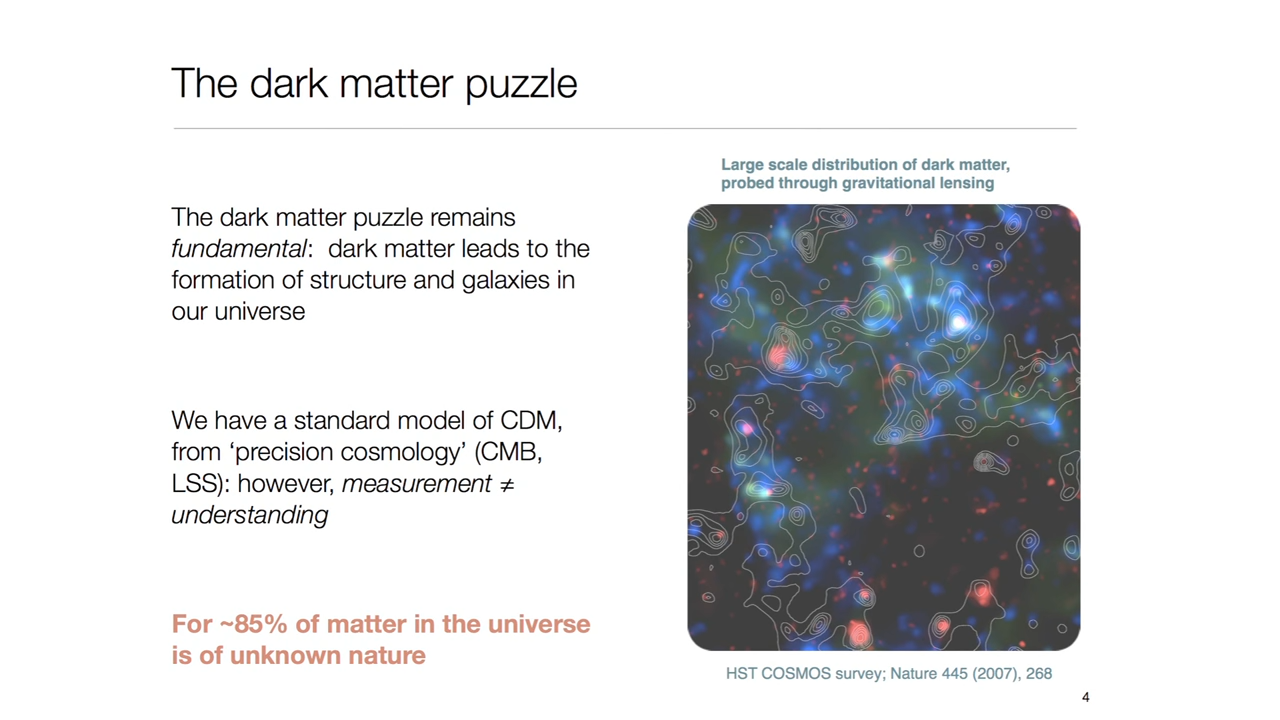 The dark matter puzzle
The dark matter puzzle remains
fundamental: dark matter leads to the
formation of structure and galaxies in
our universe
We have a standard model of CDM,
from ‘precision cosmology’ (CMB,
LSS): however, measurement ≠
understanding
For ~85% of matter in the universe
is of unknown nature
Large scale distribution of dark matter,
probed through gravitational lensing
HST COSMOS survey; Nature 445 (2007), 268
4